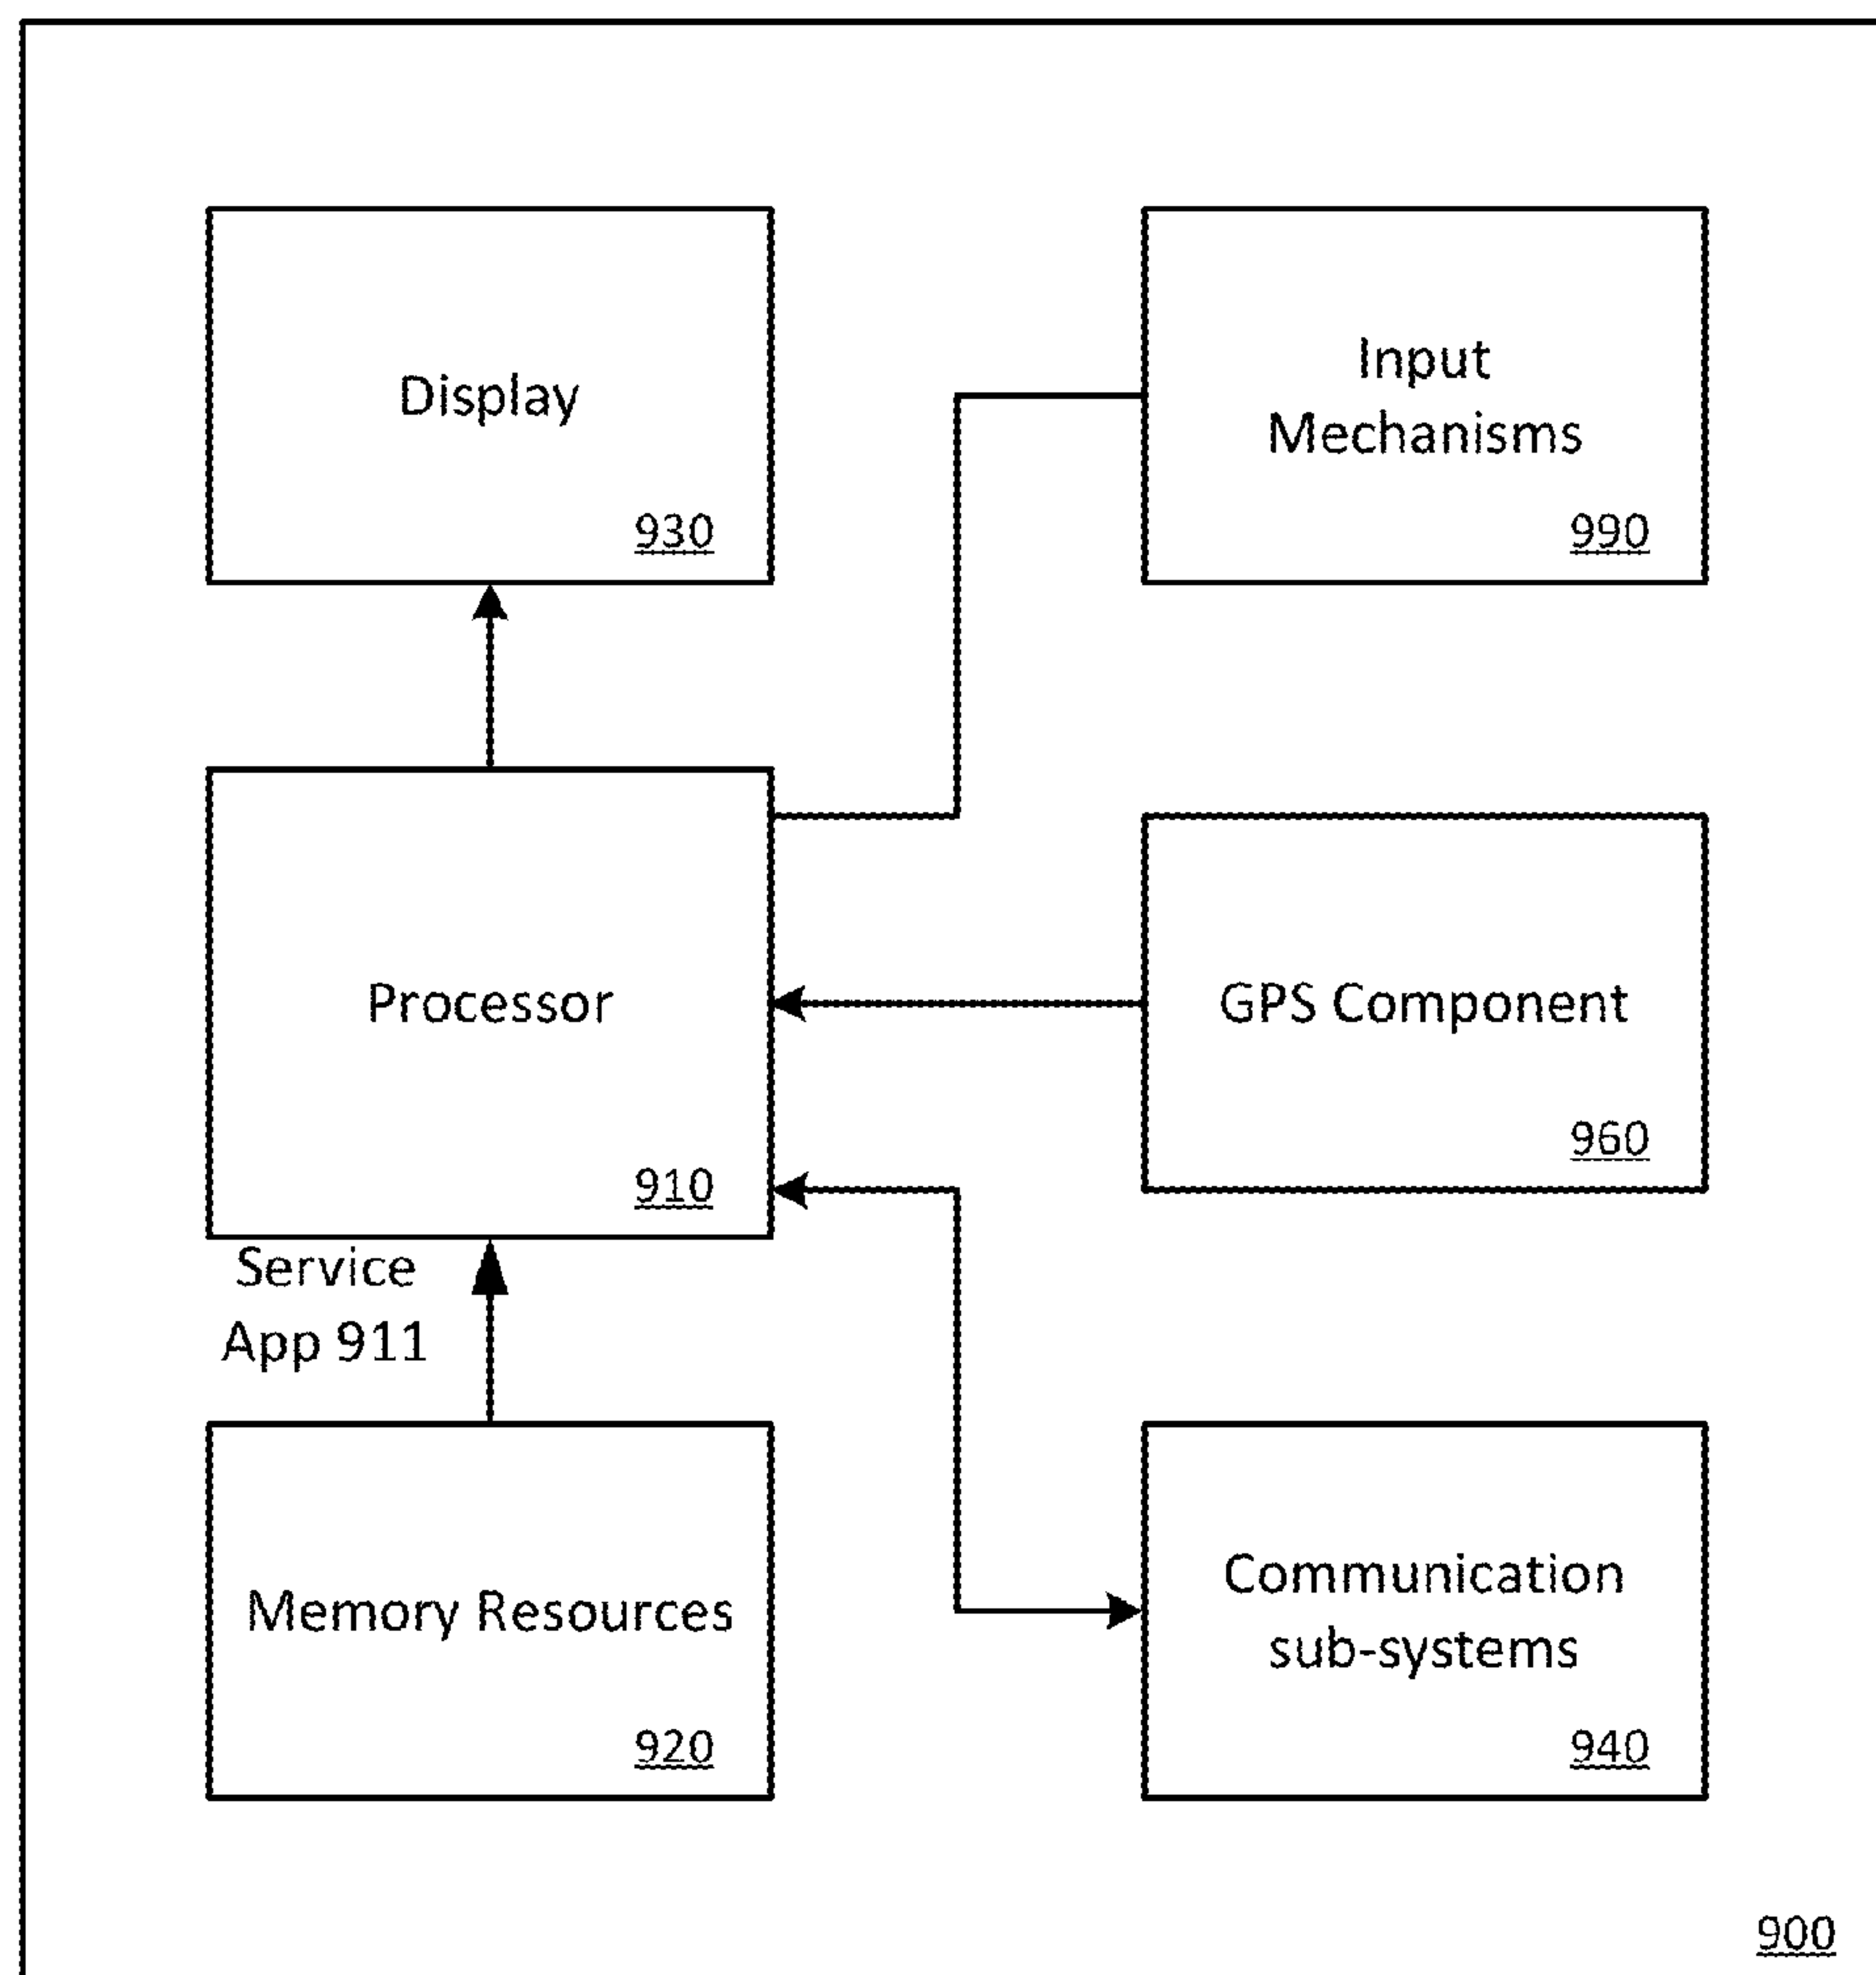 Display
930
Input
Mechanisms
990
Processor
910
GPS Component
960
Service
App 911
Memory Resources
920
Communication
sub-systems
940
900